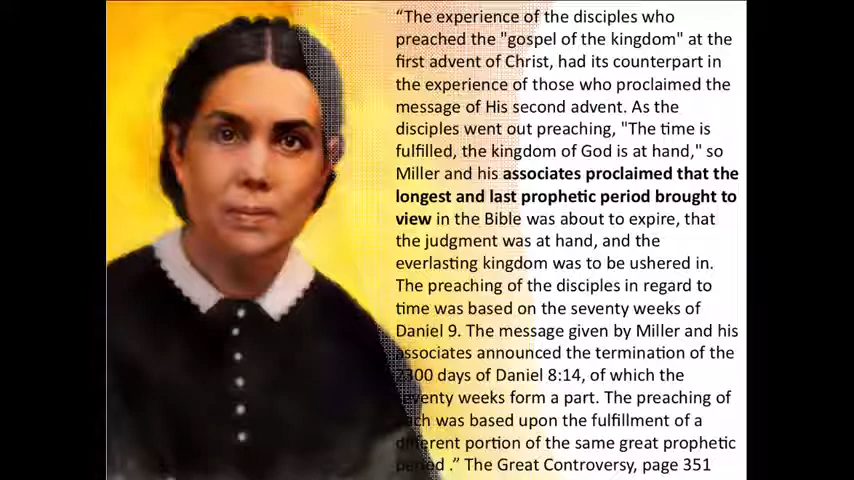 “The experience of the disciples who
preached the "gospel of the kingdom" at the
first advent of Christ, had its counterpart in
the experience of those who proclaimed the
message of His second advent. As the
disciples went out preaching, "The time is
fulfilled, the kingdom of God is at hand," so
Miller and his associates proclaimed that the
longest and last prophetic period brought to
view in the Bible was about to expire, that
the judgment was at hand, and the
everlasting kingdom was to be ushered in.
The preaching of the disciples in regard to
time was based on the seventy weeks of
Daniel 9. The message given by Miller and his
associates announced the termination of the
2300 days of Daniel 8:14, of which the
seventy weeks form a part. The preaching of
each was based upon the fulfillment of a
different portion of the same great prophetic
period .” The Great Controversy, page 351